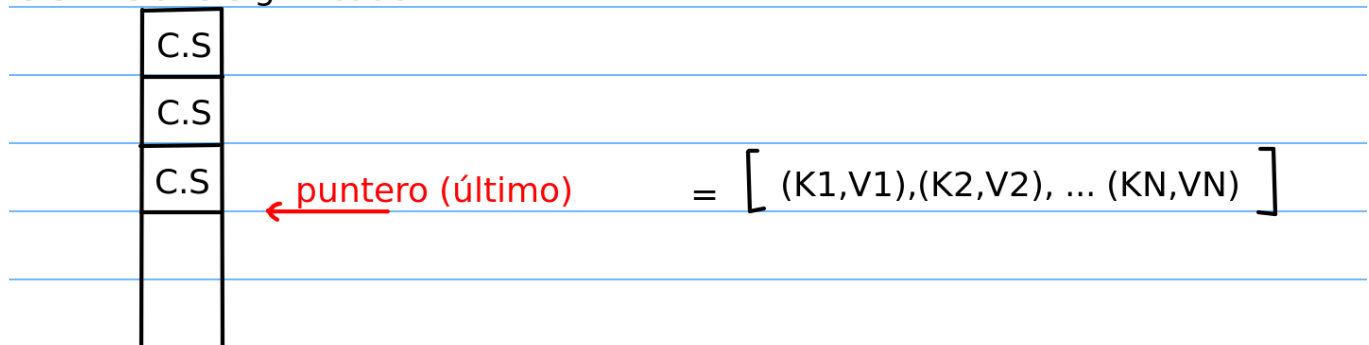 C.S
C.S
C.S
puntero (último) = [ (K1,V1),(K2,V2), ... (KN,VN) ]